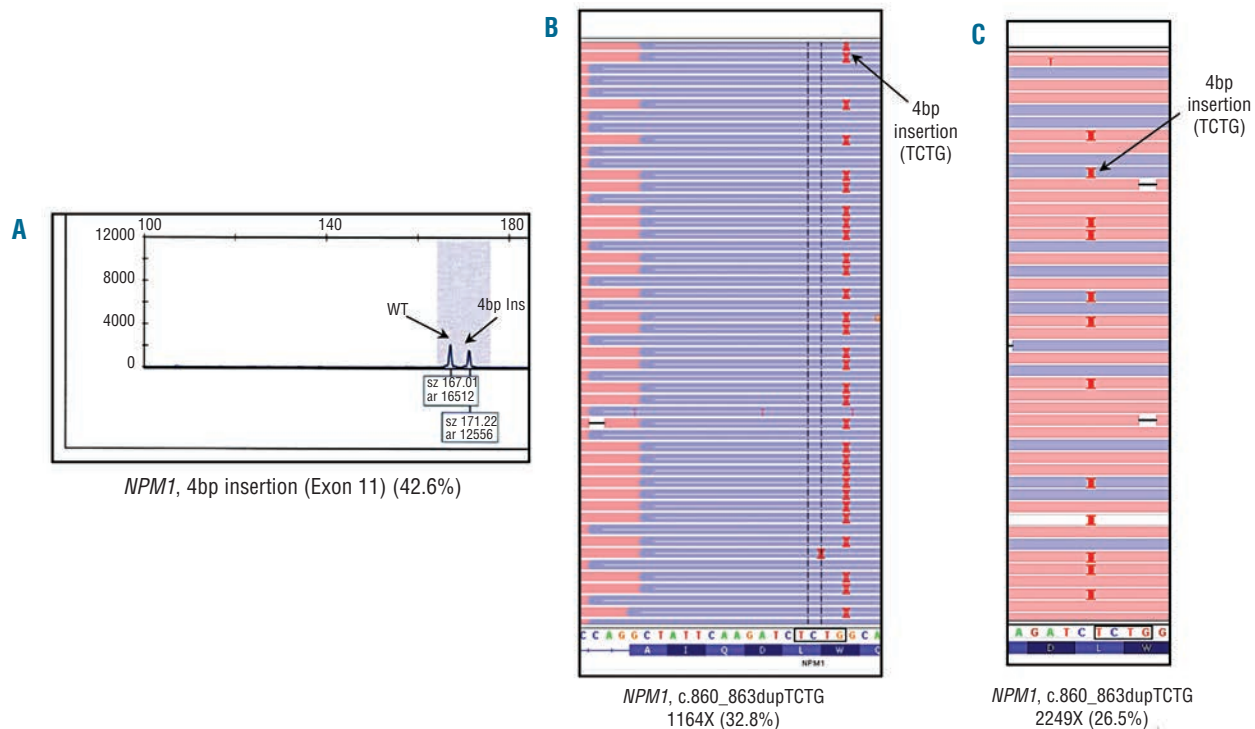 A
100 140 180
12000
8000
4000
0
WT
4bp Ins
sz 167.01
ar 16512
sz 171.22
ar 12556
NPM1, 4bp insertion (Exon 11) (42.6%)
B
4bp
insertion
(TCTG)
C C A G G C T A T T C A A G A T C T C T G G C A
A I Q D L W
NPM1
NPM1, c.860_863dupTCTG
1164X (32.8%)
C
4bp
insertion
(TCTG)
A G A T C T C T G G
D L W
NPM1, c.860_863dupTCTG
2249X (26.5%)